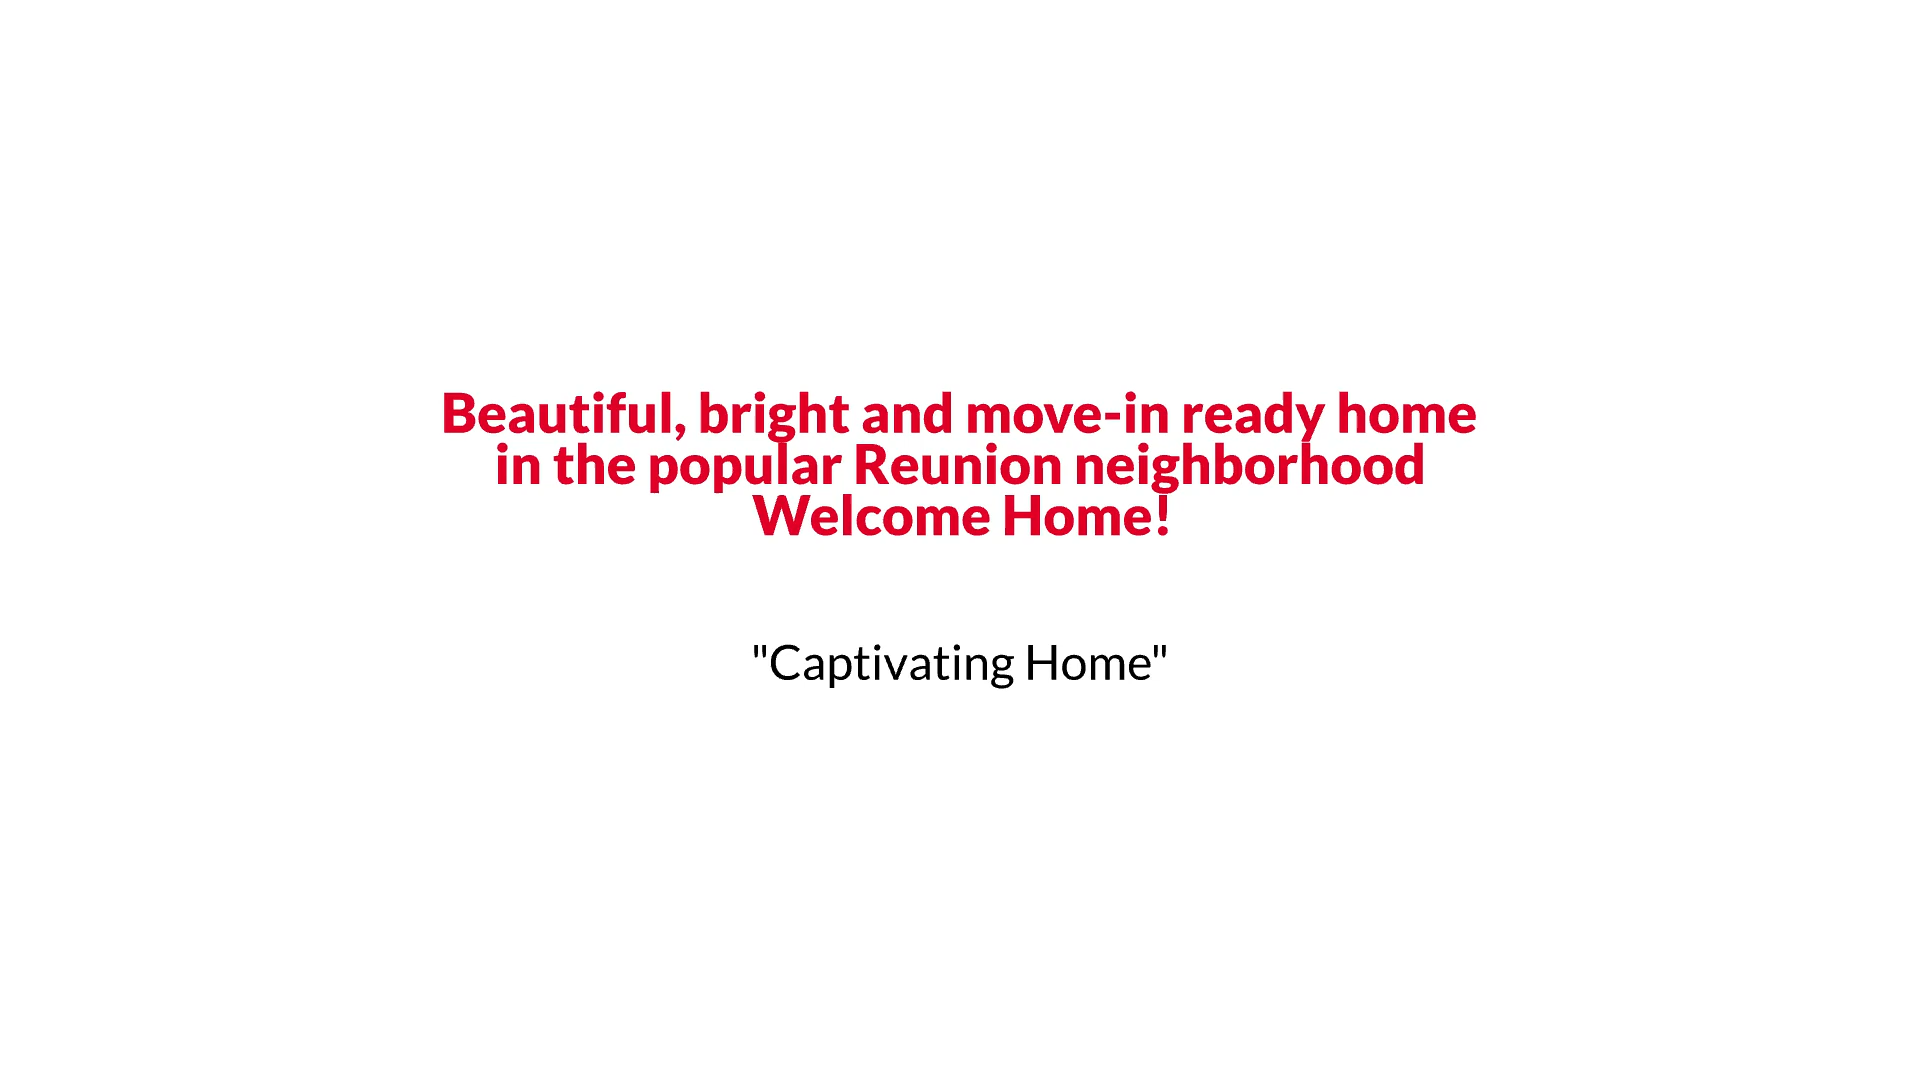 Beautiful, bright and move-in ready home
in the popular Reunion neighborhood
Welcome Home!
"Captivating Home"